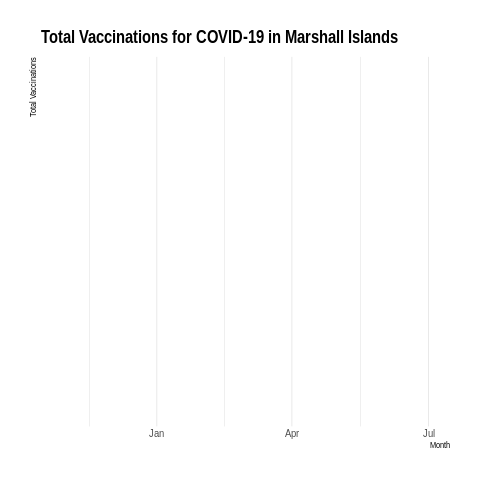 Total Vaccinations for COVID-19 in Marshall Islands
Total Vaccinations
Jan
Apr
Jul
Month